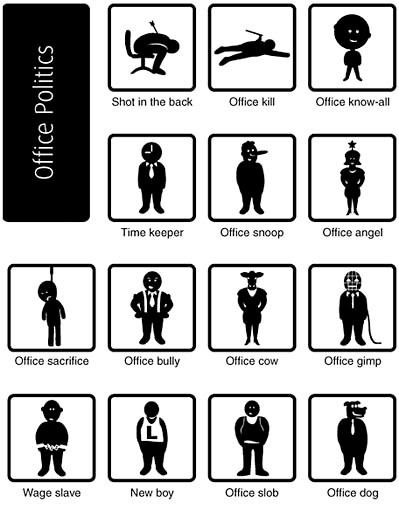 Office Politics
Shot in the back
Office kill
Office know-all
Time keeper
Office snoop
Office angel
Office sacrifice
Office bully
Office cow
Office gimp
Wage slave
L
New boy
Office slob
Office dog